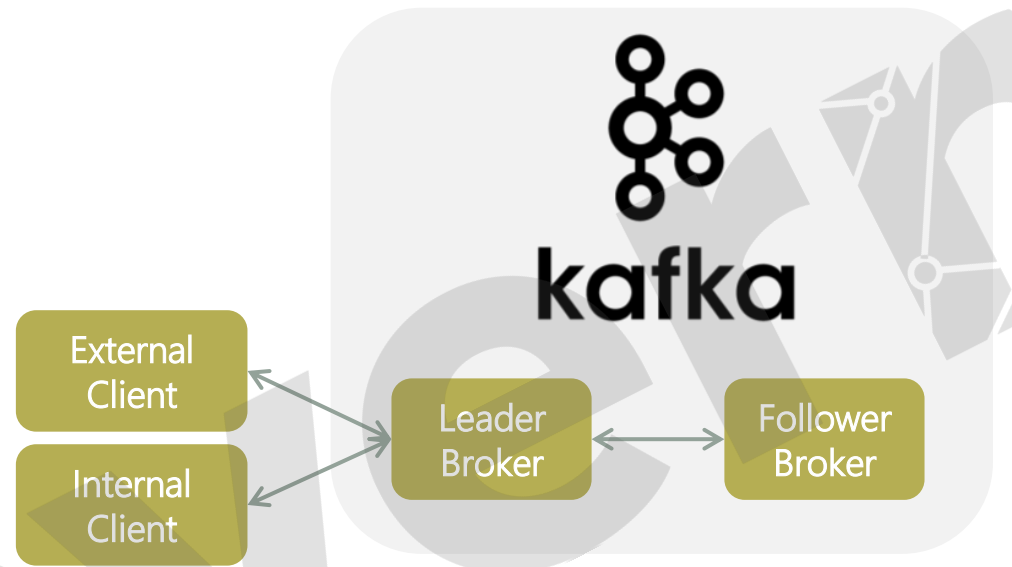 kafka
External
Client
Internal
Client
Leader
Broker
Follower
Broker